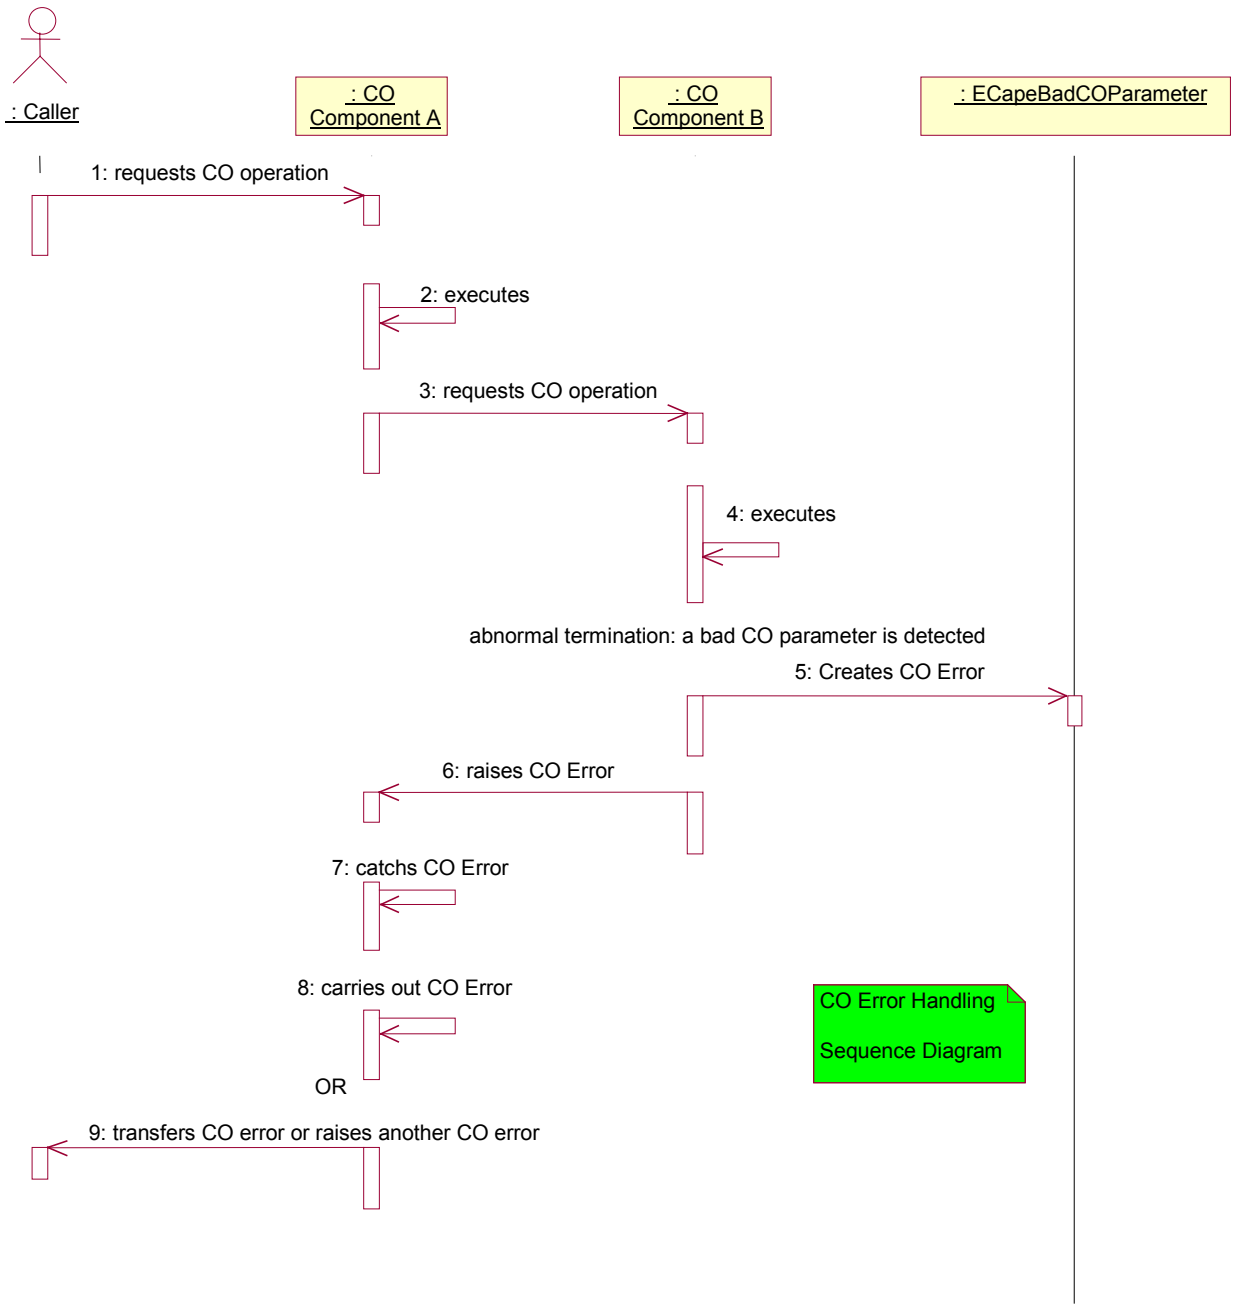 : Caller
: CO
Component A
: CO
Component B
: ECapeBadCOParameter
1: requests CO operation
2: executes
3: requests CO operation
4: executes
abnormal termination: a bad CO parameter is detected
5: Creates CO Error
6: raises CO Error
7: catchs CO Error
8: carries out CO Error
CO Error Handling
Sequence Diagram
OR
9: transfers CO error or raises another CO error